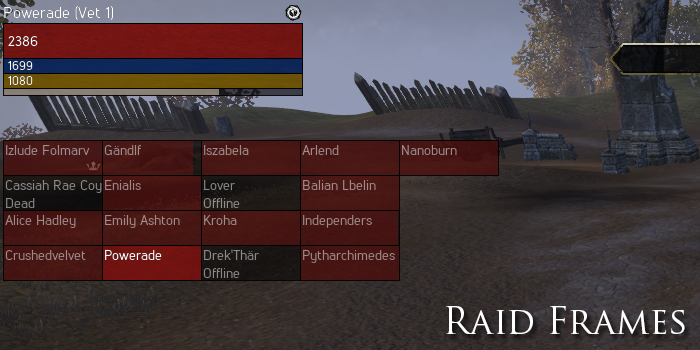 Powerade (Vet 1)
2386
1699
1080
Izlude Folmarv Gändlf Iszabela Arlend Nanoburn
Cassiah Rae Coy Enialis Lover Balian Lbelin
Dead Offline
Alice Hadley Emily Ashton Kroha Independers
Crushedvelvet Powerade Drek'Thär Pytharchimedes
Offline
RAID FRAMES